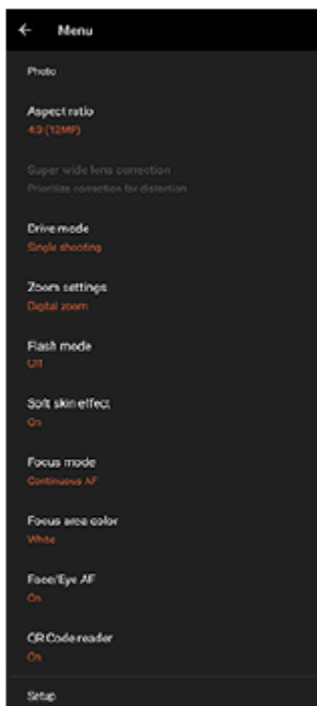 ← Menu
Photo
Aspect ratio
4:3 (12MP)
Super wide lens correction
Prioritize correction for distortion
Drive mode
Single shooting
Zoom settings
Digital zoom
Flash mode
Off
Soft skin effect
On
Focus mode
Continuous AF
Focus area color
White
Face/Eye AF
On
QR Code reader
On
Setup